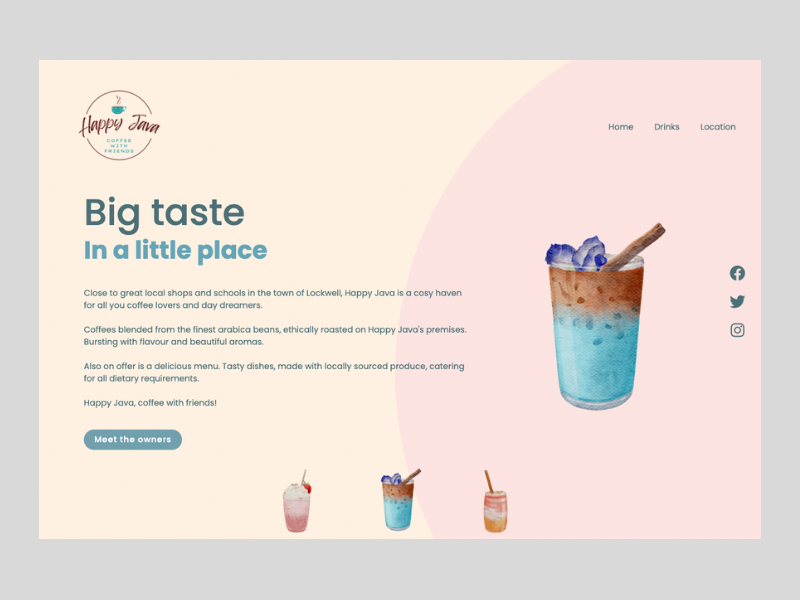 Happy Java
COFFEE
WITH
FRIENDS
Home Drinks Location
Big taste
In a little place
Close to great local shops and schools in the town of Lockwell, Happy Java is a cosy haven
for all you coffee lovers and day dreamers.
Coffees blended from the finest arabica beans, ethically roasted on Happy Java's premises.
Bursting with flavour and beautiful aromas.
Also on offer is a delicious menu. Tasty dishes, made with locally sourced produce, catering
for all dietary requirements.
Happy Java, coffee with friends!
Meet the owners